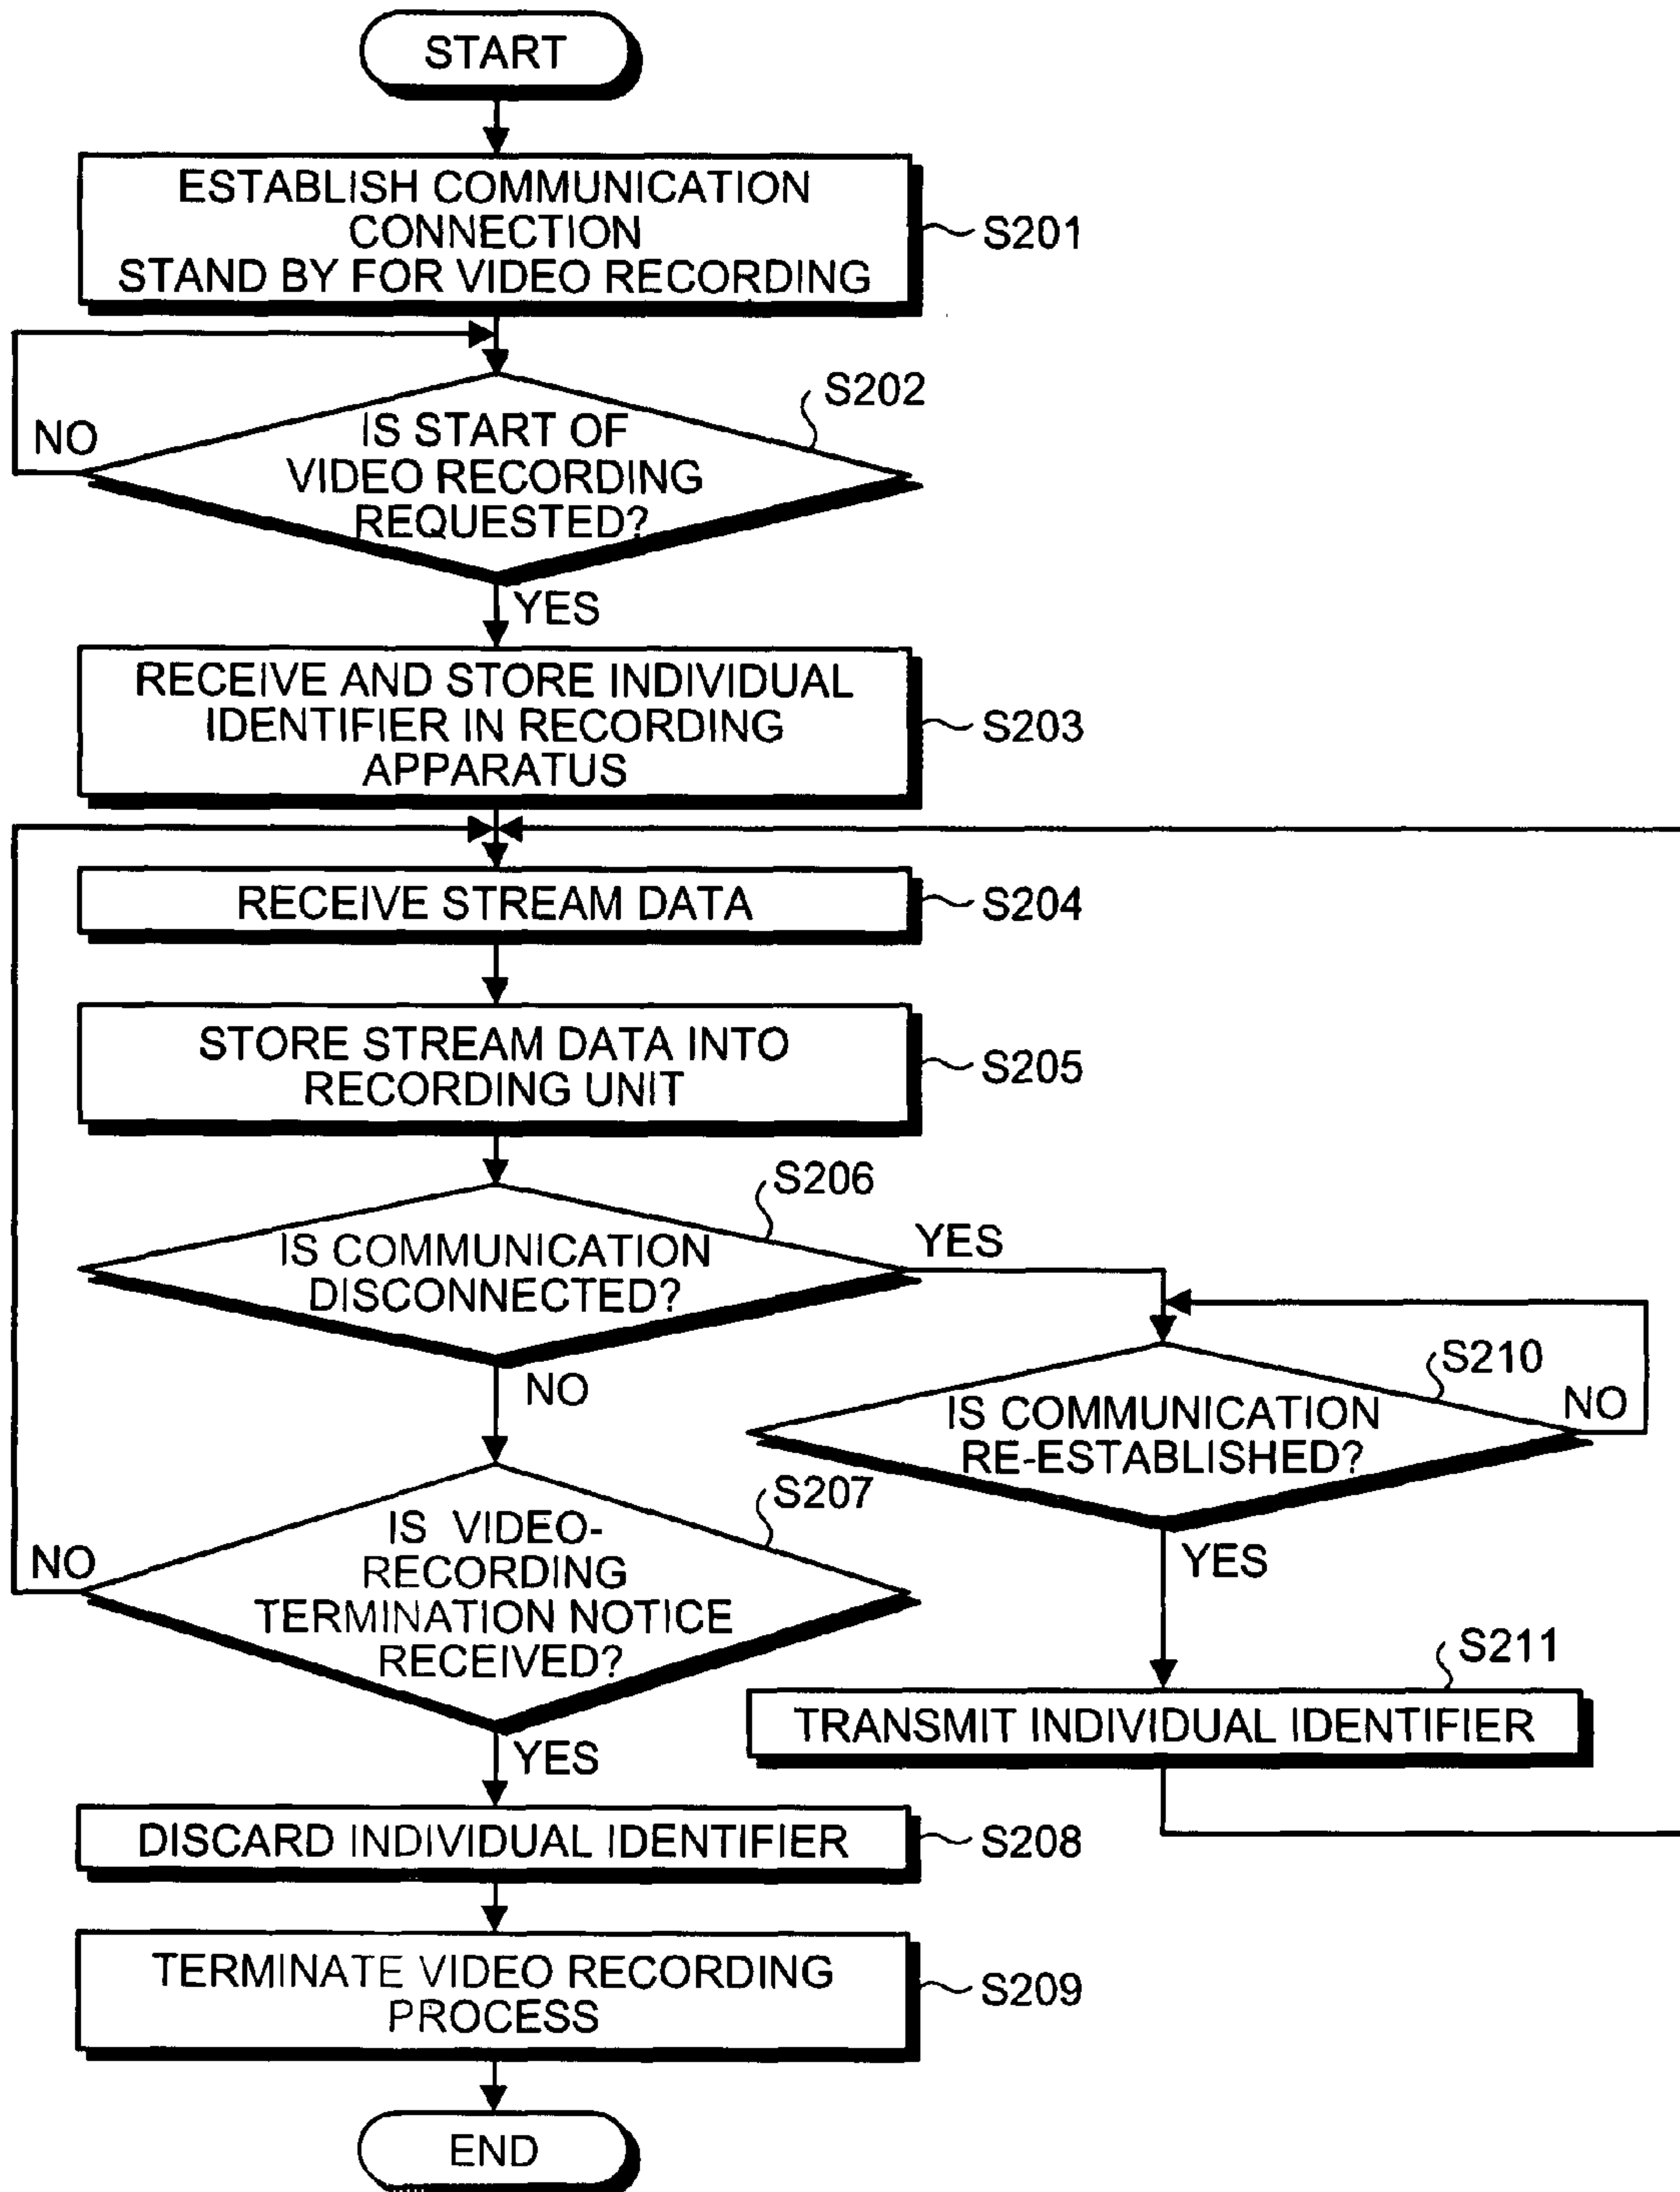 START
ESTABLISH COMMUNICATION
CONNECTION
STAND BY FOR VIDEO RECORDING
S201
S202
NO
IS START OF
VIDEO RECORDING
REQUESTED?
YES
RECEIVE AND STORE INDIVIDUAL
IDENTIFIER IN RECORDING
APPARATUS
S203
RECEIVE STREAM DATA
S204
STORE STREAM DATA INTO
RECORDING UNIT
S205
S206
IS COMMUNICATION
DISCONNECTED?
YES
NO
S210
IS COMMUNICATION
RE-ESTABLISHED?
NO
YES
S207
IS VIDEO-
RECORDING
TERMINATION NOTICE
RECEIVED?
NO
YES
S211
TRANSMIT INDIVIDUAL IDENTIFIER
DISCARD INDIVIDUAL IDENTIFIER
S208
TERMINATE VIDEO RECORDING
PROCESS
S209
END